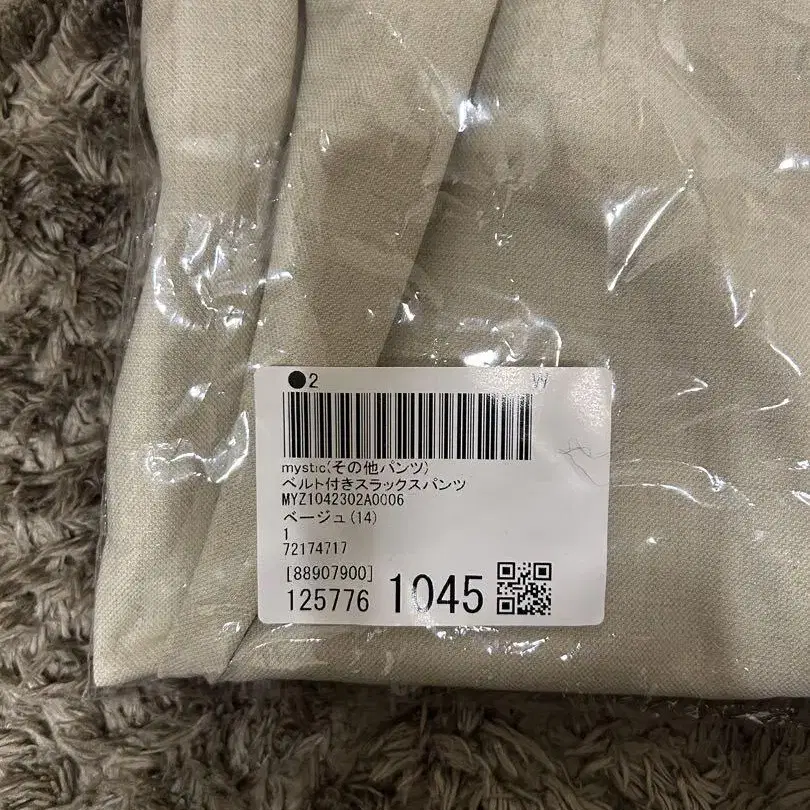 ●2 W
mystic(その他パンツ)
ベルト付きスラックスパンツ
MYZ1042302A0006
ベージュ(14)
1
72174717
[88907900]
125776 1045